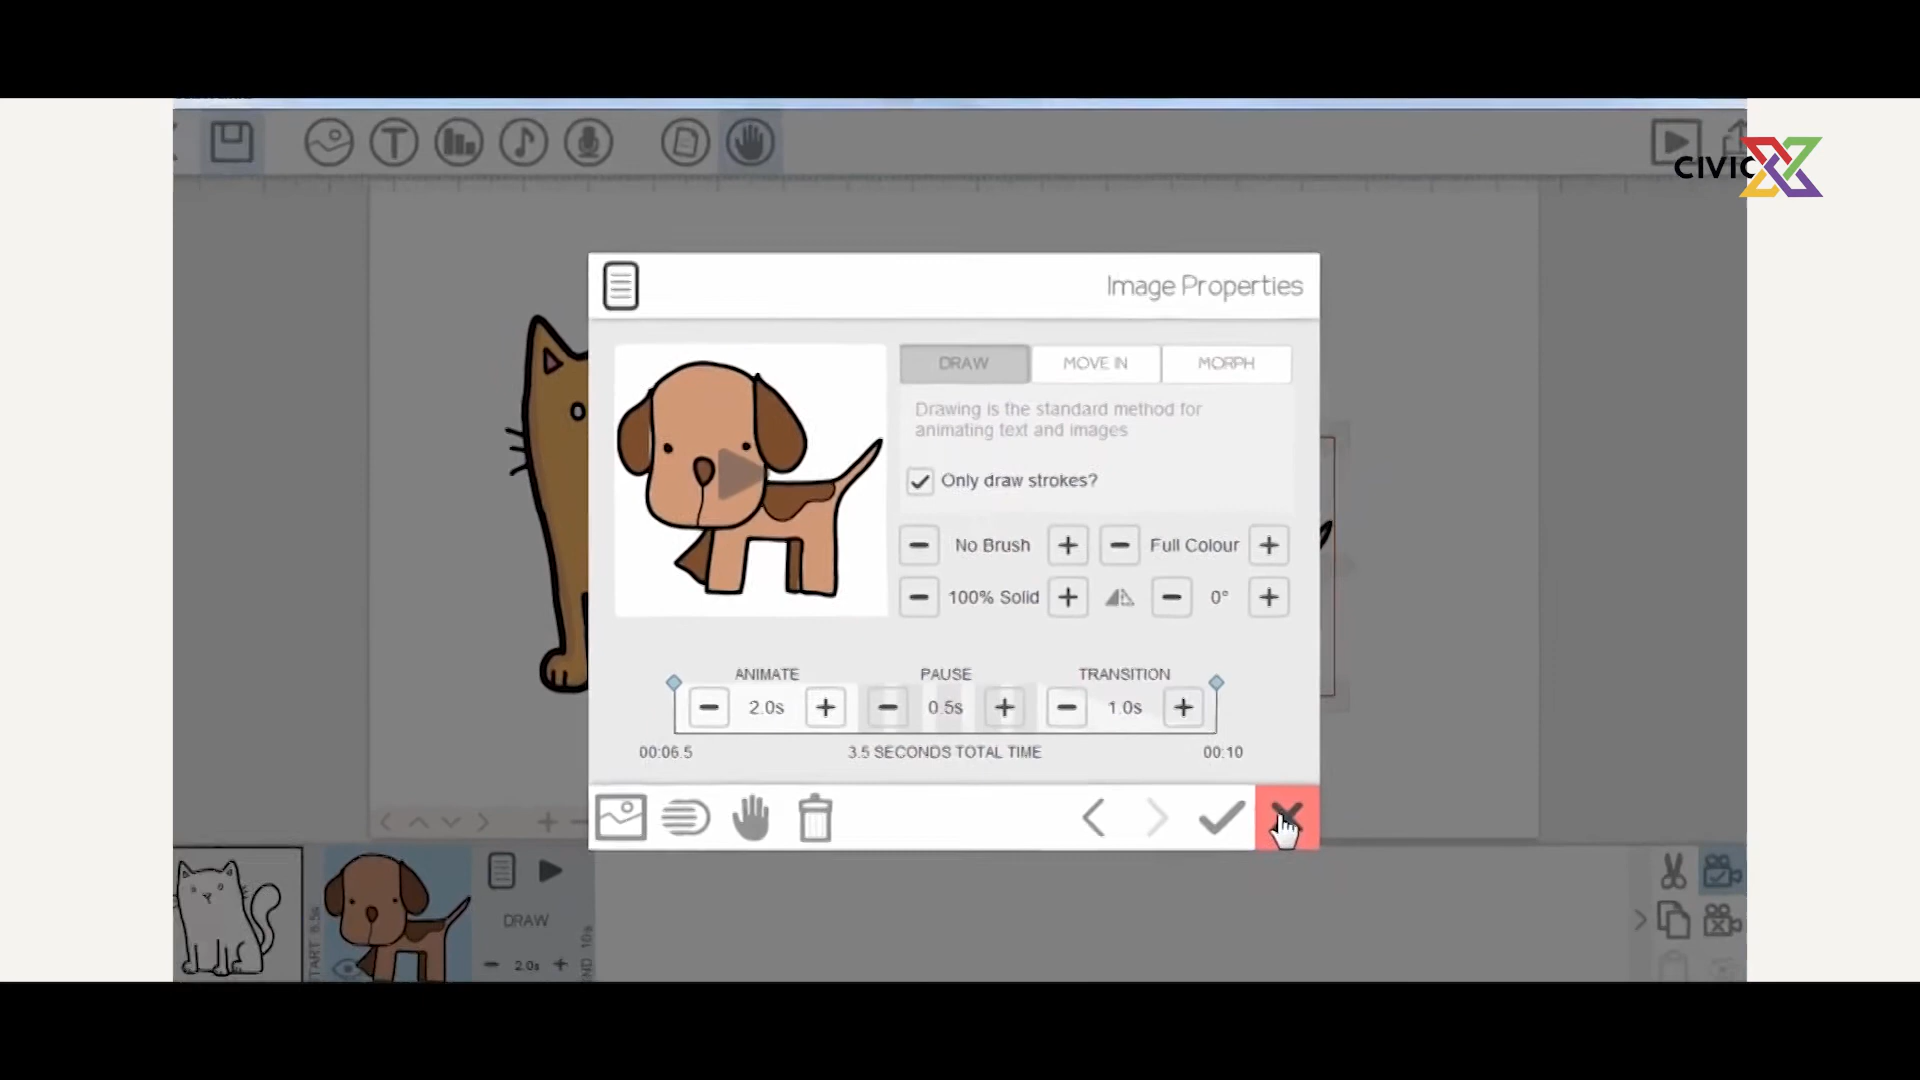 CIVIC
Image Properties
DRAW
MOVE IN
MORPH
Drawing is the standard method for
animating text and images
Only draw strokes?
No Brush
Full Colour
100% Solid
0°
ANIMATE
PAUSE
TRANSITION
2.0s
0.5s
1.0s
00:06.5
3.5 SECONDS TOTAL TIME
00:10
DRAW
2.0s